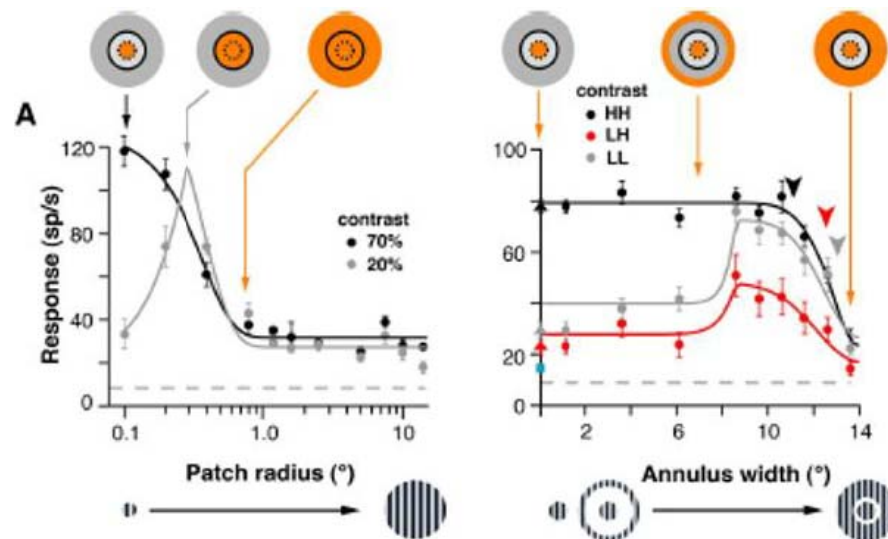 A
Response (sp/s)
120
80
40
0
contrast
70%
20%
0.1
1.0
10
Patch radius (°)
contrast
HH
LH
LL
100
60
20
0
2
6
10
14
Annulus width (°)